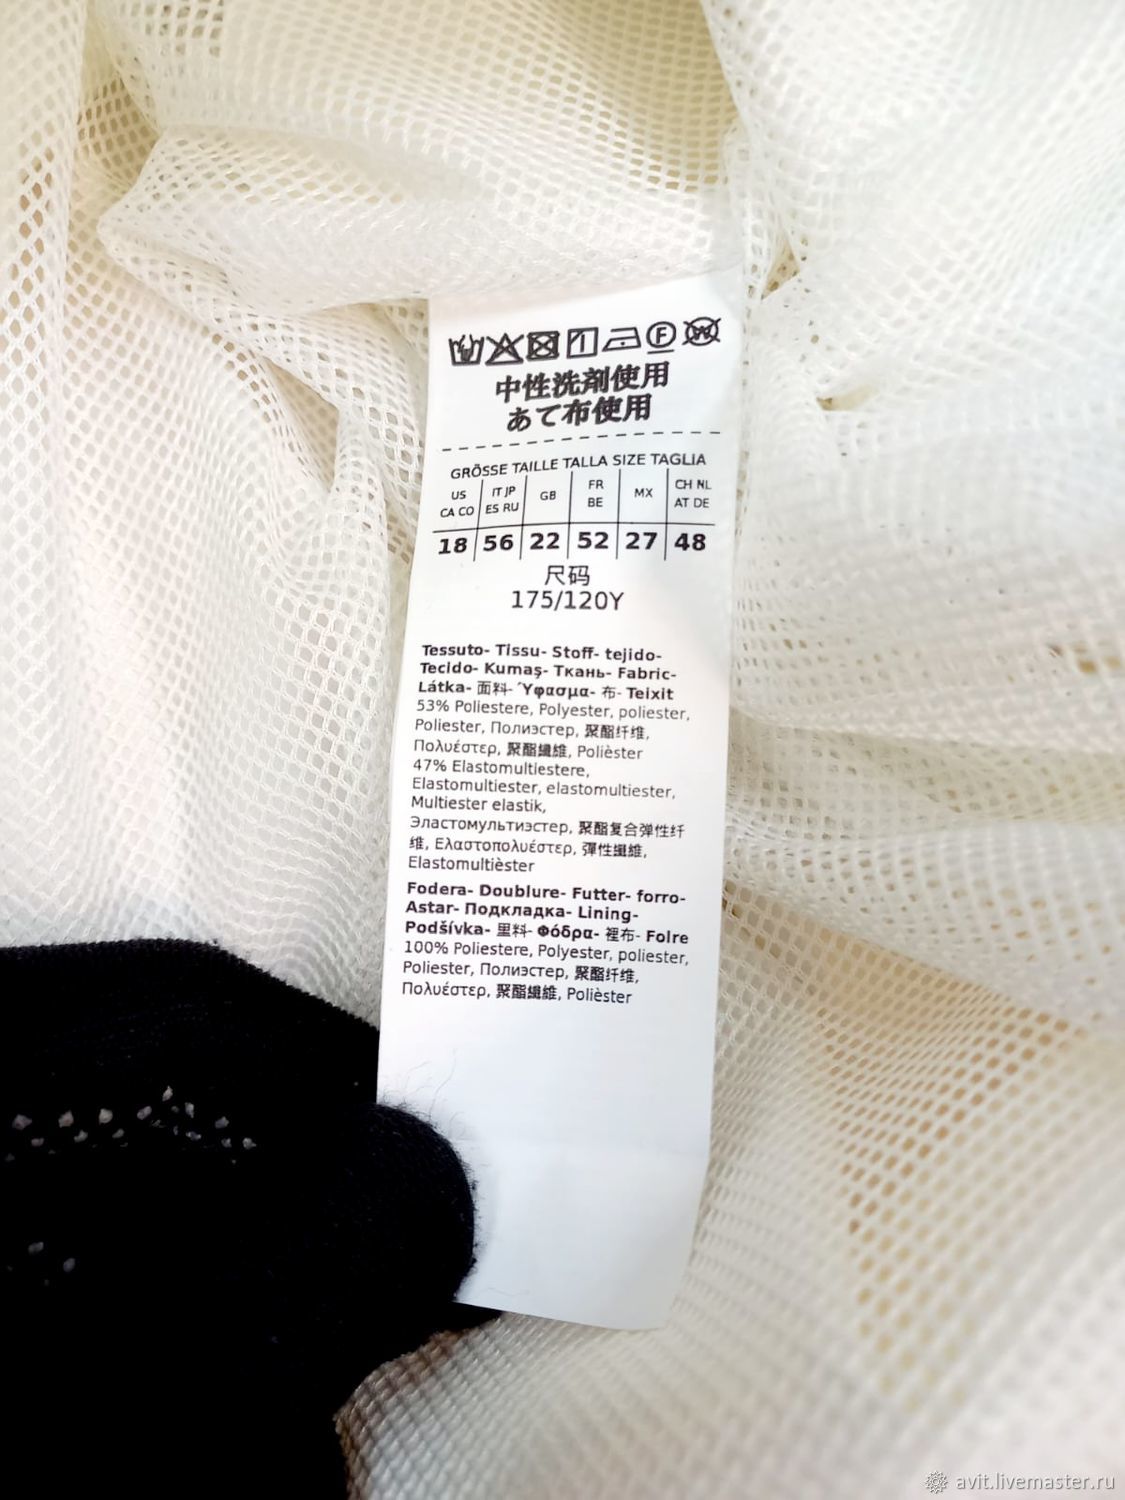 F W
中性洗剤使用
あて布使用
GRÖSSE TAILLE TALLA SIZE TAGLIA
US CA CO | IT JP ES RU | GB | FR BE | MX | CH NL AT DE
18 | 56 | 22 | 52 | 27 | 48
尺码
175/120Y
Tessuto- Tissu- Stoff- tejido-
Tecido- Kumaş- Ткань- Fabric-
Látka- 面料- Ύφασμα- 布- Teixit
53% Poliestere, Polyester, poliester,
Poliester, Полиэстер, 聚酯纤维,
Πολυέστερ, 聚酯纖維, Polièster
47% Elastomultiestere,
Elastomultiester, elastomultiester,
Multiester elastik,
Эластомультиэстер, 聚酯复合弹性纤
维, Ελαστοπολυέστερ, 彈性纖維,
Elastomultièster
Fodera- Doublure- Futter- forro-
Astar- Подкладка- Lining-
Podšívka- 里料- Φόδρα- 裡布- Folre
100% Poliestere, Polyester, poliester,
Poliester, Полиэстер, 聚酯纤维,
Πολυέστερ, 聚酯纖維, Polièster
avit.livemaster.ru